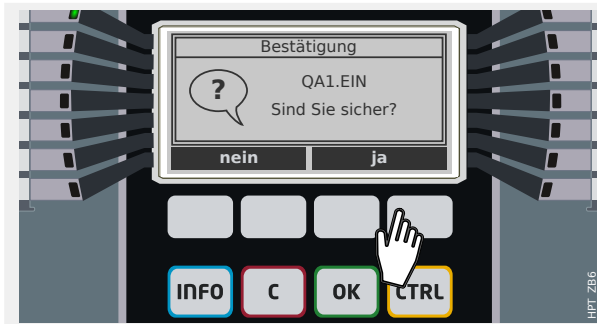 Bestätigung
QA1.EIN
?
Sind Sie sicher?
nein ja
INFO C OK CTRL
HPT_ZB6